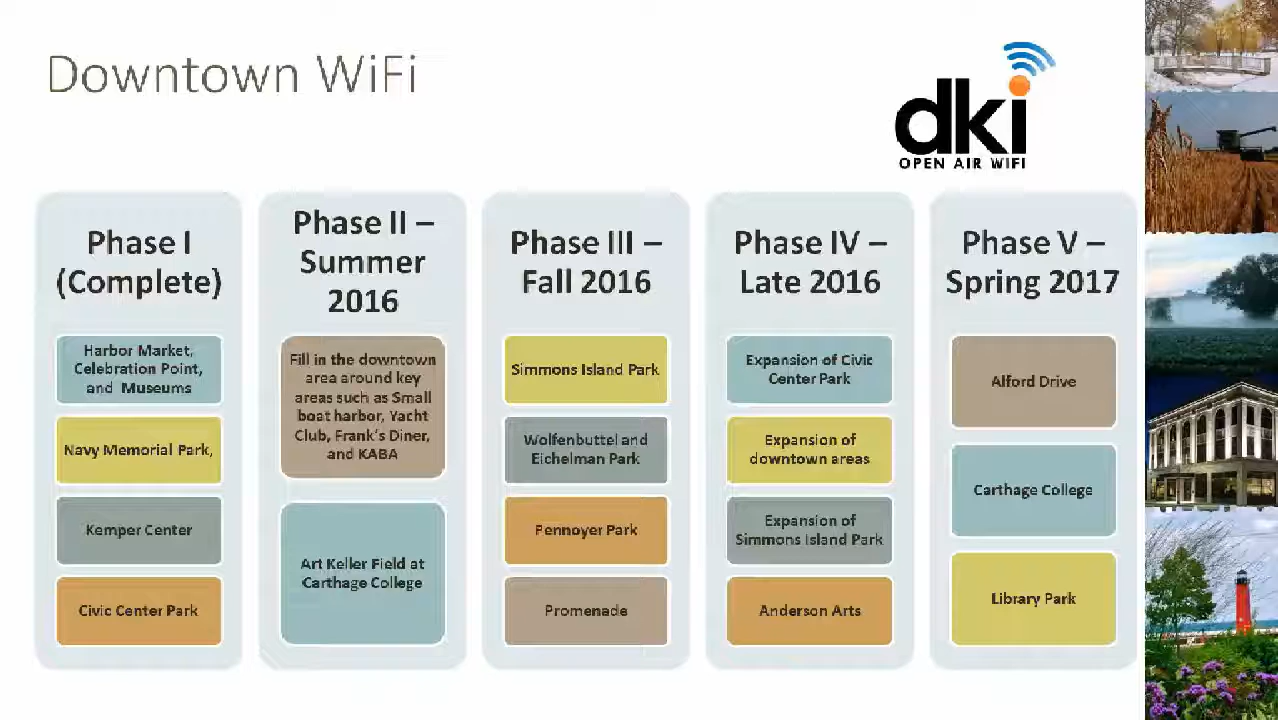 Downtown WiFi
dki
OPEN AIR WIFI
Phase I
(Complete)
Harbor Market,
Celebration Point,
and Museums
Navy Memorial Park,
Kemper Center
Civic Center Park
Phase II –
Summer
2016
Fill in the downtown
area around key
areas such as Small
boat harbor, Yacht
Club, Frank's Diner,
and KABA
Art Keller Field at
Carthage College
Phase III –
Fall 2016
Simmons Island Park
Wolfenbuttel and
Eichelman Park
Pennoyer Park
Promenade
Phase IV –
Late 2016
Expansion of Civic
Center Park
Expansion of
downtown areas
Expansion of
Simmons Island Park
Anderson Arts
Phase V –
Spring 2017
Alford Drive
Carthage College
Library Park